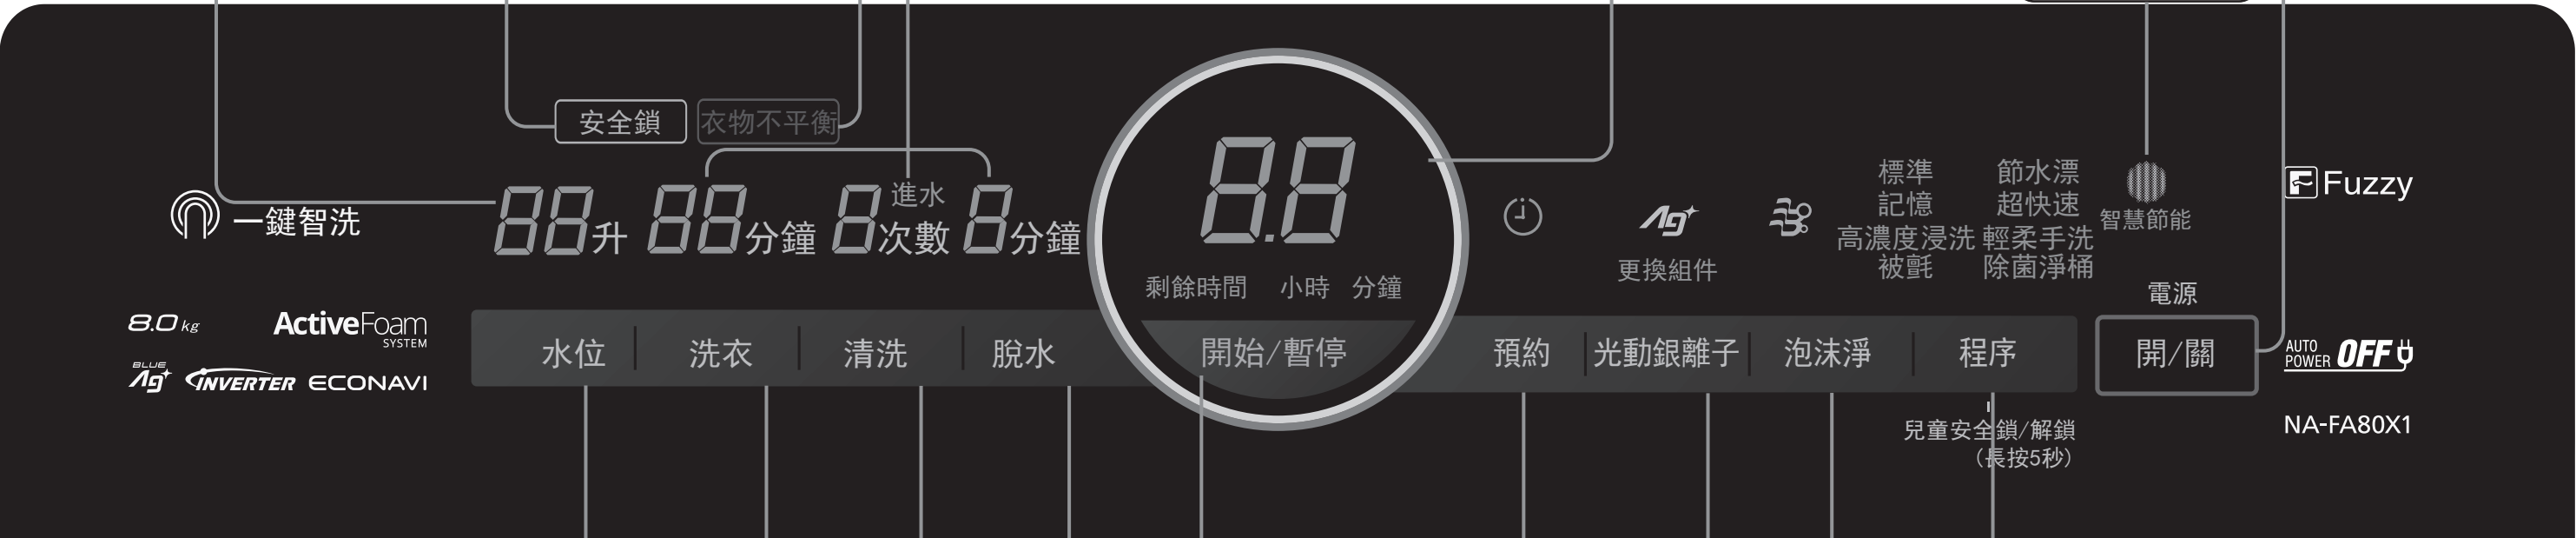 安全鎖 衣物不平衡
一鍵智洗
88升 88分鐘 8次數 進水 8分鐘
8.8
剩餘時間 小時 分鐘
Ag+
更換組件
標準 節水漂
記憶 超快速
高濃度浸洗 輕柔手洗
被氈 除菌淨桶
智慧節能
Fuzzy
8.0 kg
ActiveFoam
SYSTEM
BLUE
Ag+ INVERTER ECONAVI
水位 洗衣 清洗 脫水 開始/暫停 預約 光動銀離子 泡沫淨 程序
電源
開/關
AUTO
POWER OFF
兒童安全鎖/解鎖
(長按5秒)
NA-FA80X1